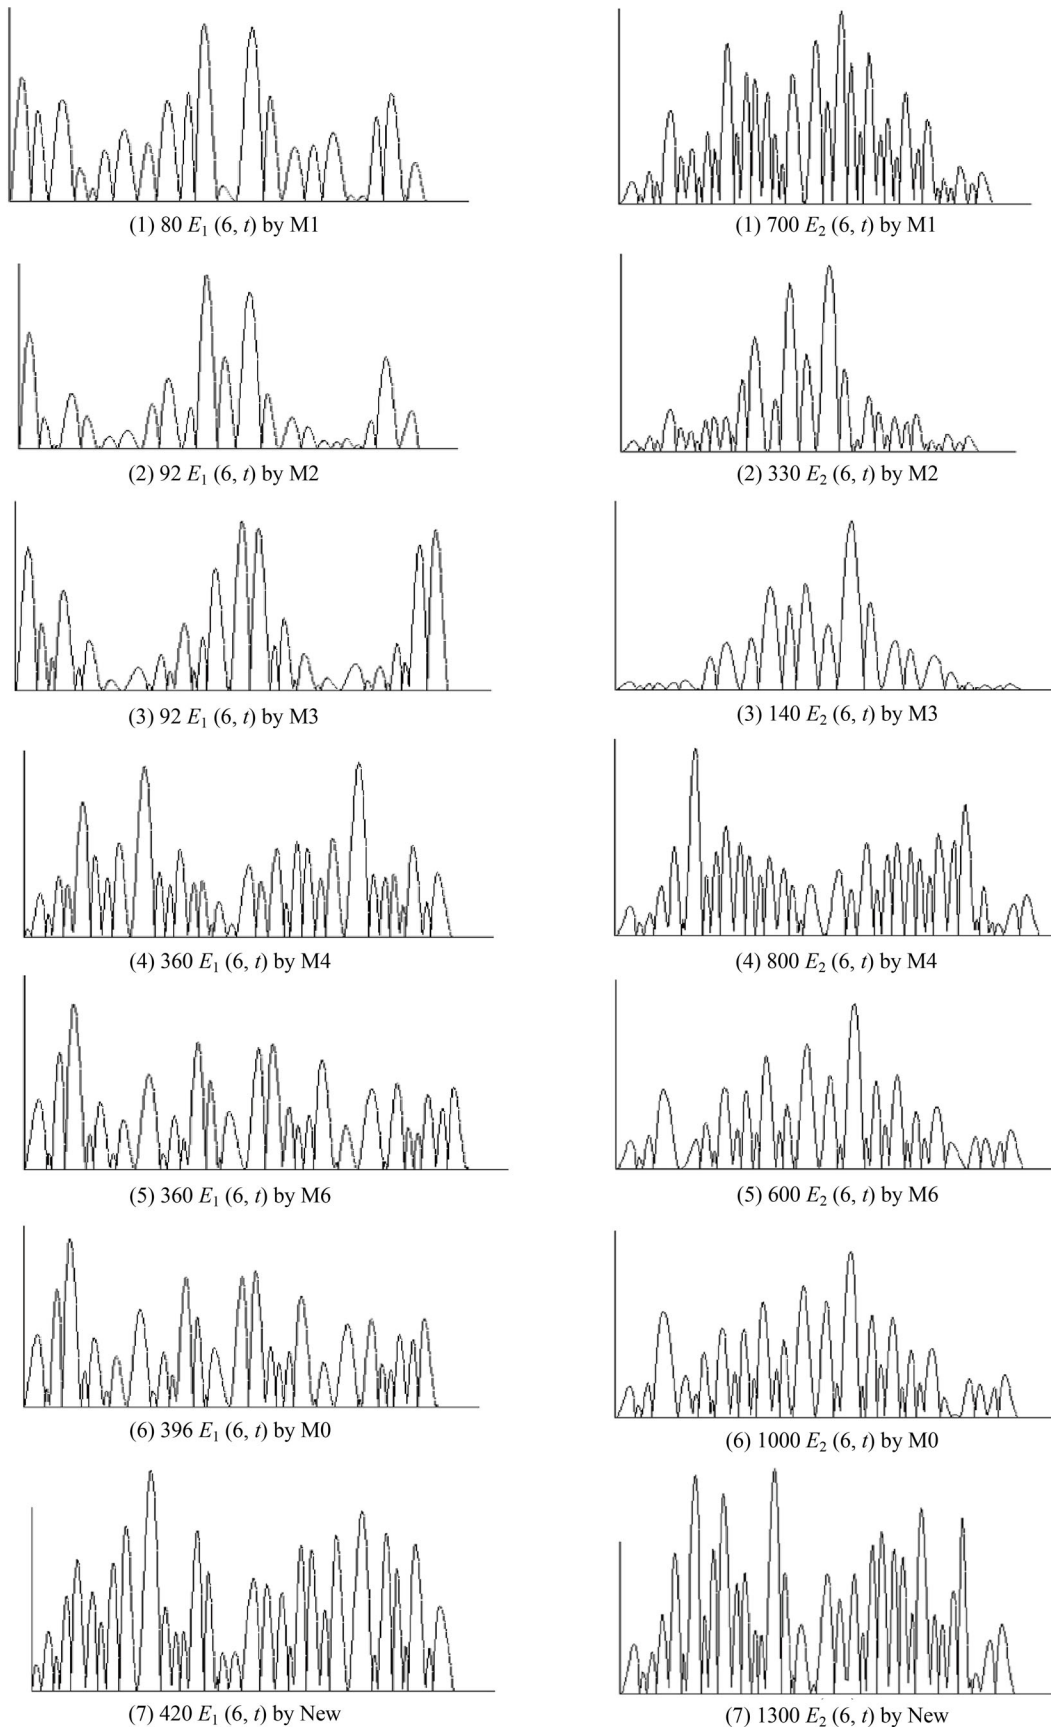 (1) 80 E₁ (6, t) by M1
(1) 700 E₂ (6, t) by M1
(2) 92 E₁ (6, t) by M2
(2) 330 E₂ (6, t) by M2
(3) 92 E₁ (6, t) by M3
(3) 140 E₂ (6, t) by M3
(4) 360 E₁ (6, t) by M4
(4) 800 E₂ (6, t) by M4
(5) 360 E₁ (6, t) by M6
(5) 600 E₂ (6, t) by M6
(6) 396 E₁ (6, t) by M0
(6) 1000 E₂ (6, t) by M0
(7) 420 E₁ (6, t) by New
(7) 1300 E₂ (6, t) by New